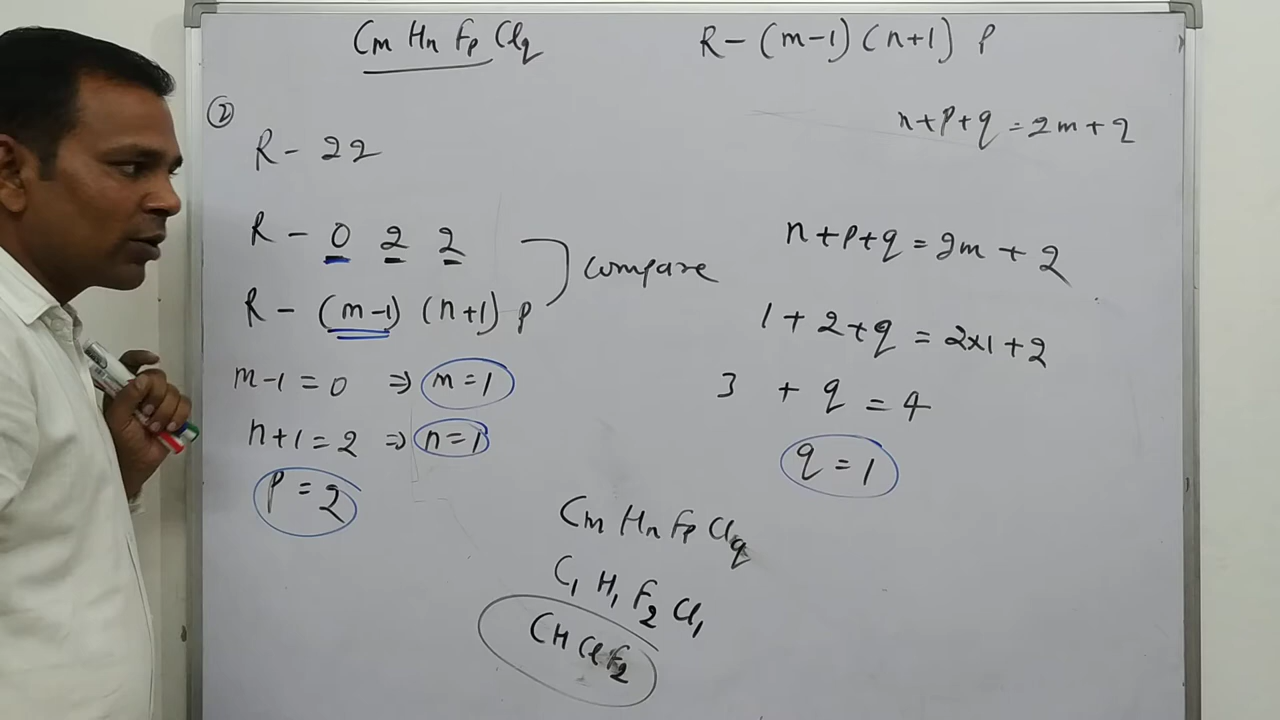 Cm Hn Fp Clq
R - (m-1) (n+1) P
n+p+q = 2m+2
②
R - 22
R - 0 2 2
R - (m-1) (n+1) P
compare
m-1 = 0 ⇒ m=1
n+1 = 2 ⇒ n=1
P = 2
n+p+q = 2m + 2
1 + 2 + q = 2×1 + 2
3 + q = 4
q = 1
Cm Hn Fp Clq
C1 H1 F2 Cl1
CHClF2